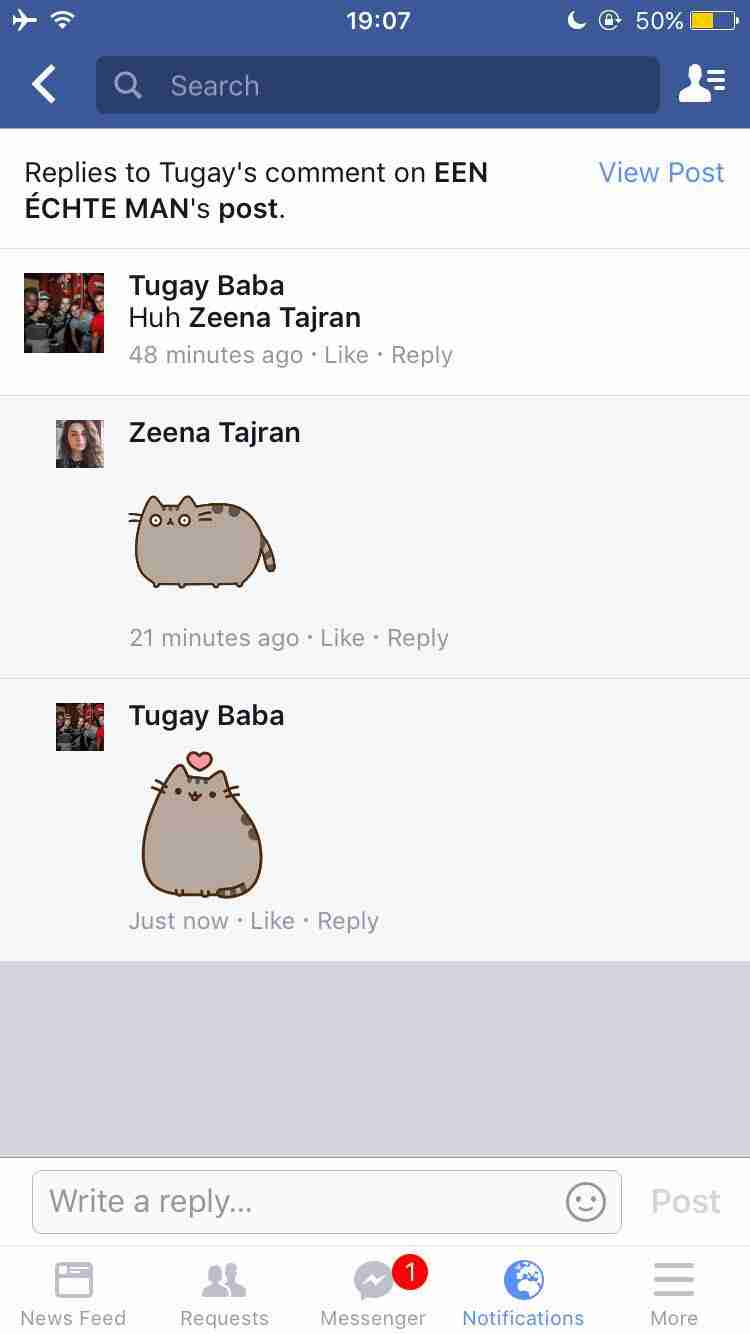 19:07
50%
Search
Replies to Tugay's comment on EEN
ÉCHTE MAN's post.
View Post
Tugay Baba
Huh Zeena Tajran
48 minutes ago · Like · Reply
Zeena Tajran
21 minutes ago · Like · Reply
Tugay Baba
Just now · Like · Reply
Write a reply...
Post
1
News Feed
Requests
Messenger
Notifications
More